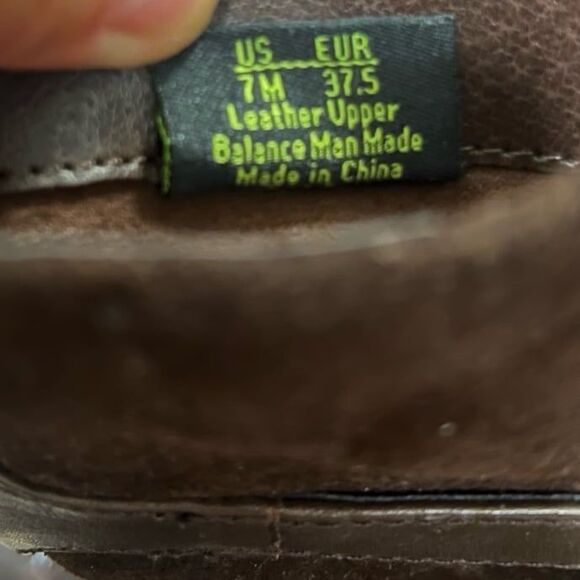 US EUR
7M 37.5
Leather Upper
Balance Man Made
Made in China